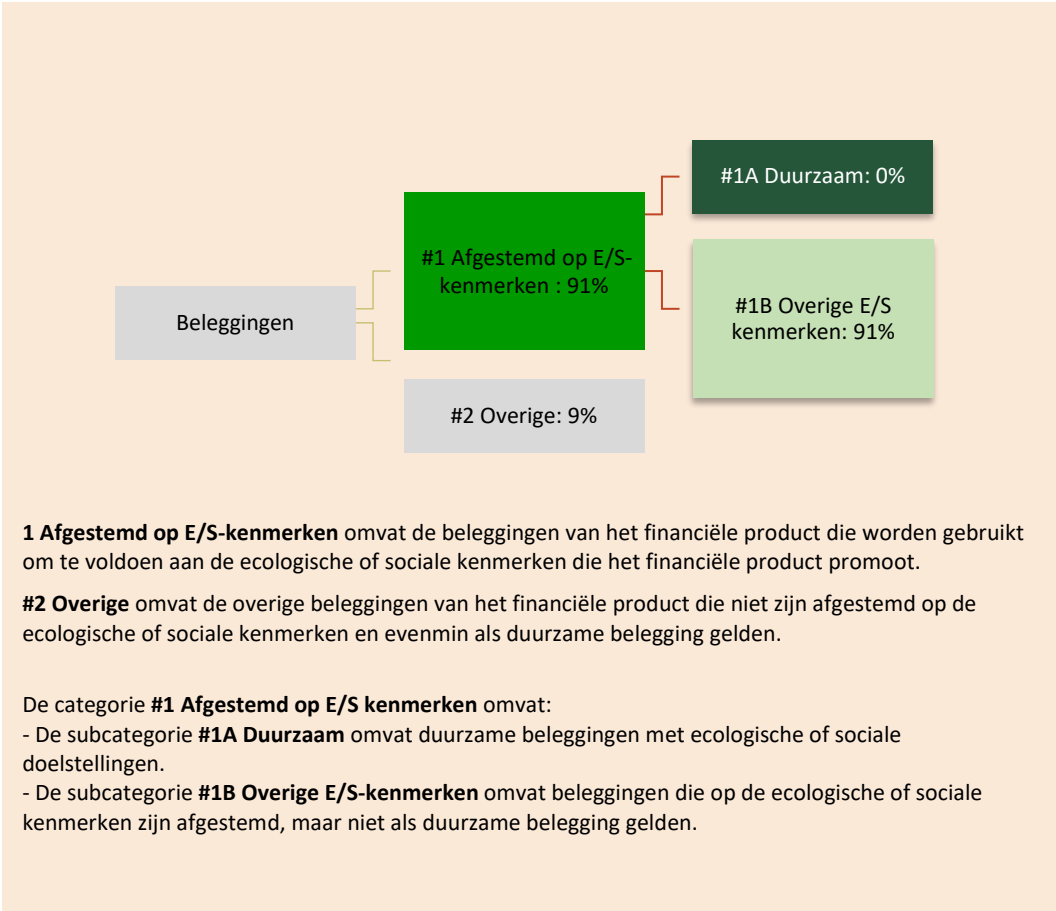 #1A Duurzaam: 0%
#1 Afgestemd op E/S-
kenmerken : 91%
#1B Overige E/S
kenmerken: 91%
Beleggingen
#2 Overige: 9%
1 Afgestemd op E/S-kenmerken omvat de beleggingen van het financiële product die worden gebruikt
om te voldoen aan de ecologische of sociale kenmerken die het financiële product promoot.
#2 Overige omvat de overige beleggingen van het financiële product die niet zijn afgestemd op de
ecologische of sociale kenmerken en evenmin als duurzame belegging gelden.
De categorie #1 Afgestemd op E/S kenmerken omvat:
- De subcategorie #1A Duurzaam omvat duurzame beleggingen met ecologische of sociale
doelstellingen.
- De subcategorie #1B Overige E/S-kenmerken omvat beleggingen die op de ecologische of sociale
kenmerken zijn afgestemd, maar niet als duurzame belegging gelden.